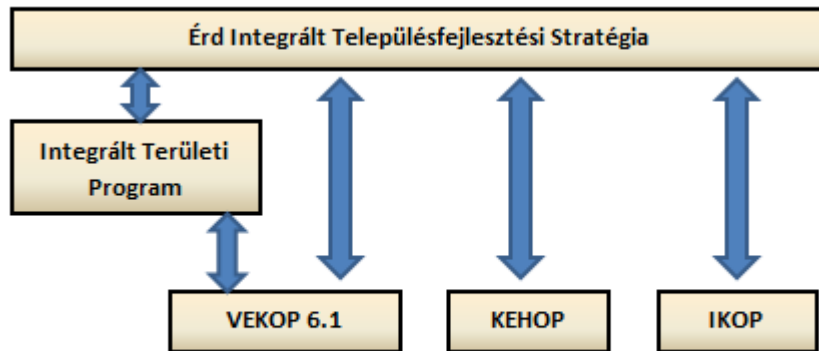 Érd Integrált Településfejlesztési Stratégia
Integrált Területi
Program
VEKOP 6.1
KEHOP
IKOP